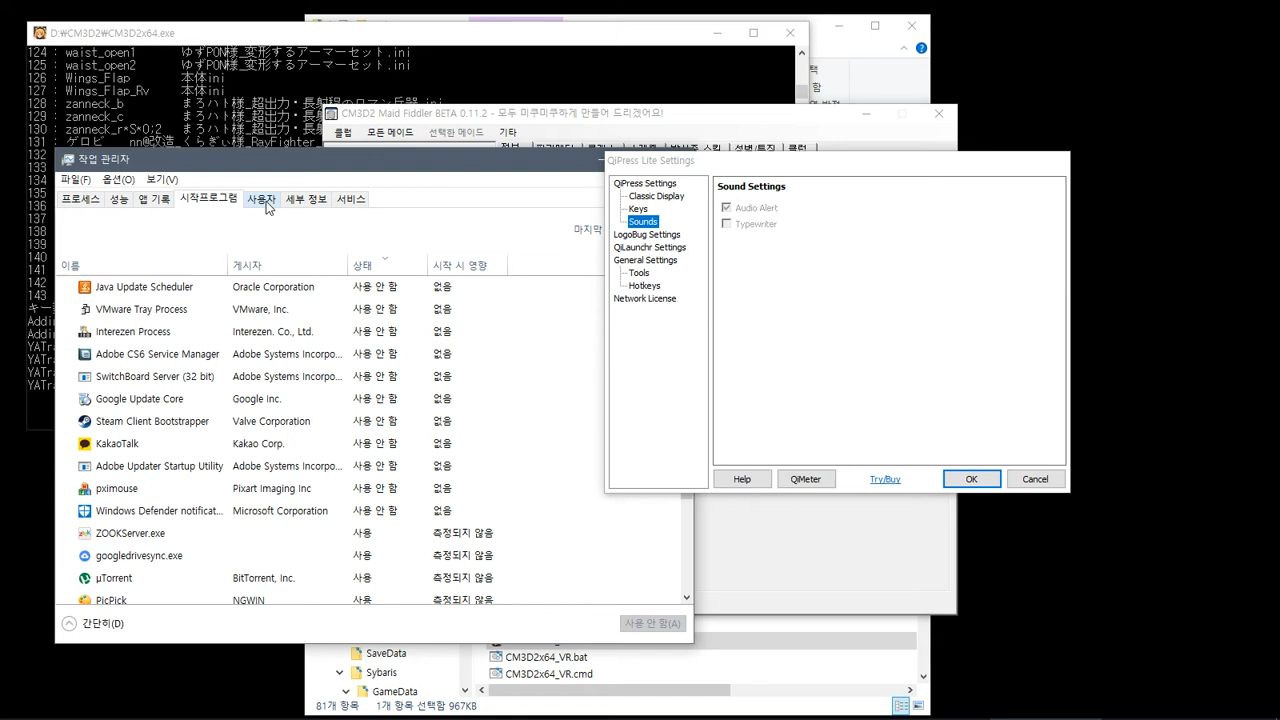 D:₩CM3D2₩CM3D2x64.exe
124 : waist_open1 ゆずPON様_変形するアーマーセット.ini
125 : waist_open2 ゆずPON様_変形するアーマーセット.ini
126 : Wings_Flap 本体ini
127 : Wings_Flap_Rv 本体ini
128 : zanneck_b まろハト様_超出力・長射程のロマン兵器.ini
129 : zanneck_c まろハト様_超出力・長射
130 : zanneck_r*S*0;2 まろハト様_超出力・長射
131 : ゲロビ nn@改造_くらぎぃ様_RayFighter_
132
134
135
136
137
138
139
140
141
142
143
Addin
Addin
YATra
YATra
YATra
CM3D2 Maid Fiddler BETA 0.11.2 - 모두 미쿠미쿠하게 만들어 드리겠어요!
클럽 모든 메이드 선택한 메이드 기타
작업 관리자
파일(F) 옵션(O) 보기(V)
프로세스 성능 앱 기록 시작프로그램 사용자 세부 정보 서비스
마지막
이름 게시자 상태 시작 시 영향
Java Update Scheduler Oracle Corporation 사용 안 함 없음
VMware Tray Process VMware, Inc. 사용 안 함 없음
Interezen Process Interezen. Co., Ltd. 사용 안 함 없음
Adobe CS6 Service Manager Adobe Systems Incorpo... 사용 안 함 없음
SwitchBoard Server (32 bit) Adobe Systems Incorpo... 사용 안 함 없음
Google Update Core Google Inc. 사용 안 함 없음
Steam Client Bootstrapper Valve Corporation 사용 안 함 없음
KakaoTalk Kakao Corp. 사용 안 함 없음
Adobe Updater Startup Utility Adobe Systems Incorpo... 사용 안 함 없음
pximouse Pixart Imaging Inc 사용 안 함 없음
Windows Defender notificat... Microsoft Corporation 사용 안 함 없음
ZOOKServer.exe 사용 측정되지 않음
googledrivesync.exe 사용 측정되지 않음
µTorrent BitTorrent, Inc. 사용 측정되지 않음
PicPick NGWIN 사용 측정되지 않음
간단히(D) 사용 안 함(A)
QiPress Lite Settings
QiPress Settings
Classic Display
Keys
Sounds
LogoBug Settings
QiLaunchr Settings
General Settings
Tools
Hotkeys
Network License
Sound Settings
Audio Alert
Typewriter
Help QiMeter Try/Buy OK Cancel
SaveData
Sybaris
GameData
CM3D2x64_VR.bat
CM3D2x64_VR.cmd
81개 항목 1개 항목 선택함 967KB